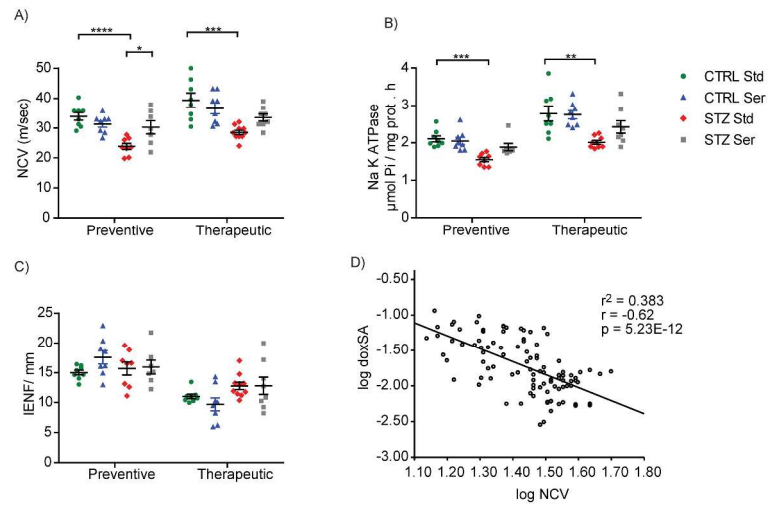 A)
****
***
*
NCV (m/sec)
50
40
30
20
10
0
Preventive
Therapeutic
B)
***
**
Na K ATPase
µmol Pi / mg prot . h
4
3
2
1
0
Preventive
Therapeutic
CTRL Std
CTRL Ser
STZ Std
STZ Ser
C)
IENF/ mm
25
20
15
10
5
0
Preventive
Therapeutic
D)
log doxSA
-0.50
-1.00
-1.50
-2.00
-2.50
-3.00
r2 = 0.383
r = -0.62
p = 5.23E-12
1.10 1.20 1.30 1.40 1.50 1.60 1.70 1.80
log NCV